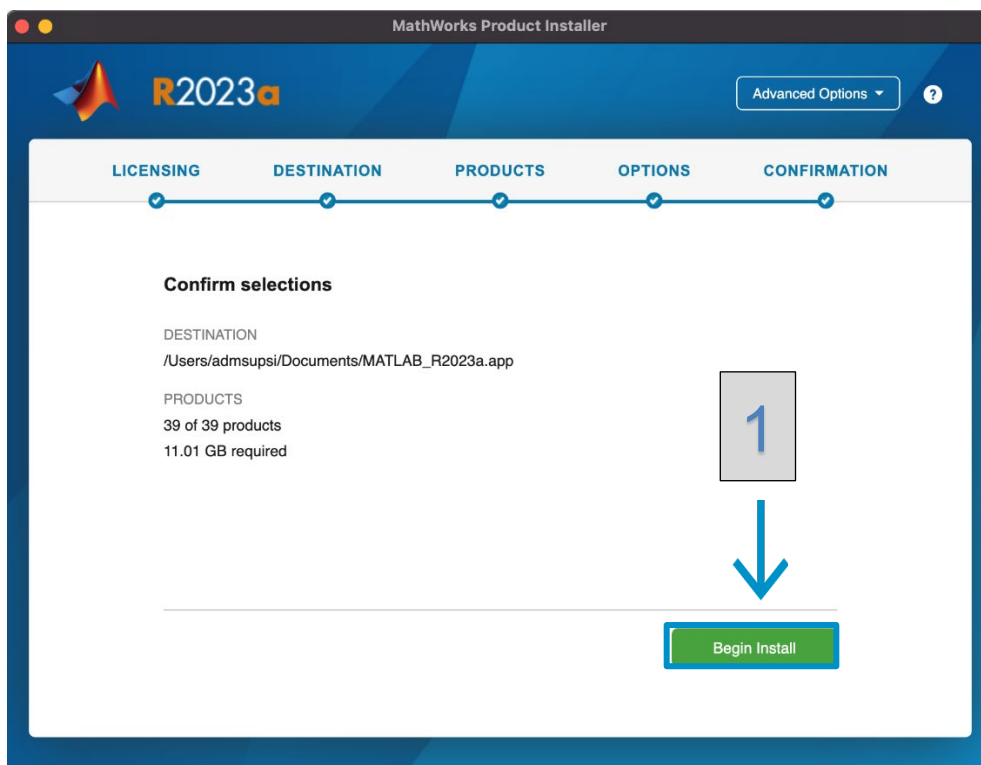 MathWorks Product Installer
R2023a
Advanced Options
?
LICENSING DESTINATION PRODUCTS OPTIONS CONFIRMATION
Confirm selections
DESTINATION
/Users/admsupsi/Documents/MATLAB_R2023a.app
PRODUCTS
39 of 39 products
11.01 GB required
1
Begin Install